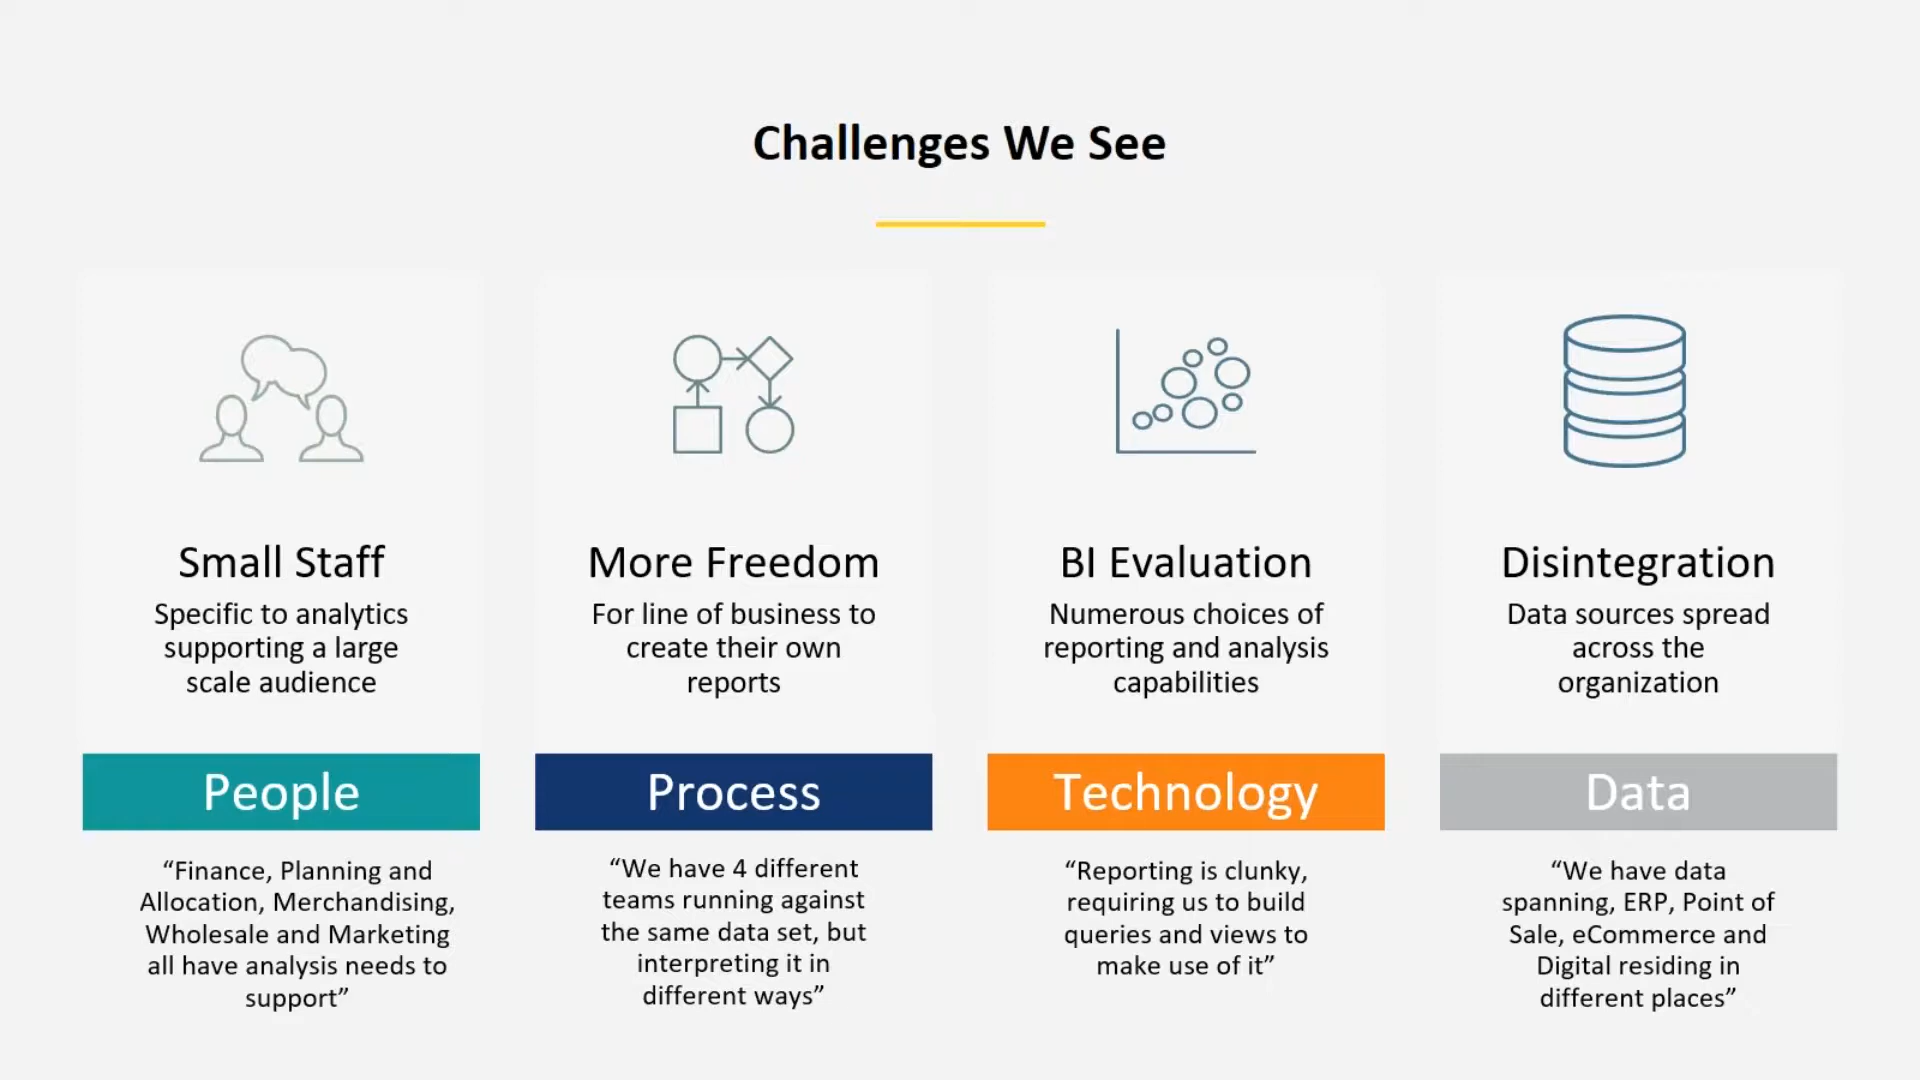 Challenges We See
Small Staff
Specific to analytics
supporting a large
scale audience
People
“Finance, Planning and
Allocation, Merchandising,
Wholesale and Marketing
all have analysis needs to
support”
More Freedom
For line of business to
create their own
reports
Process
“We have 4 different
teams running against
the same data set, but
interpreting it in
different ways”
BI Evaluation
Numerous choices of
reporting and analysis
capabilities
Technology
“Reporting is clunky,
requiring us to build
queries and views to
make use of it”
Disintegration
Data sources spread
across the
organization
Data
“We have data
spanning, ERP, Point of
Sale, eCommerce and
Digital residing in
different places”